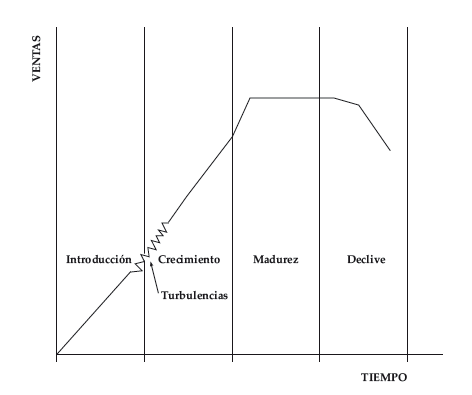 VENTAS
Introducción
Crecimiento
Madurez
Declive
Turbulencias
TIEMPO